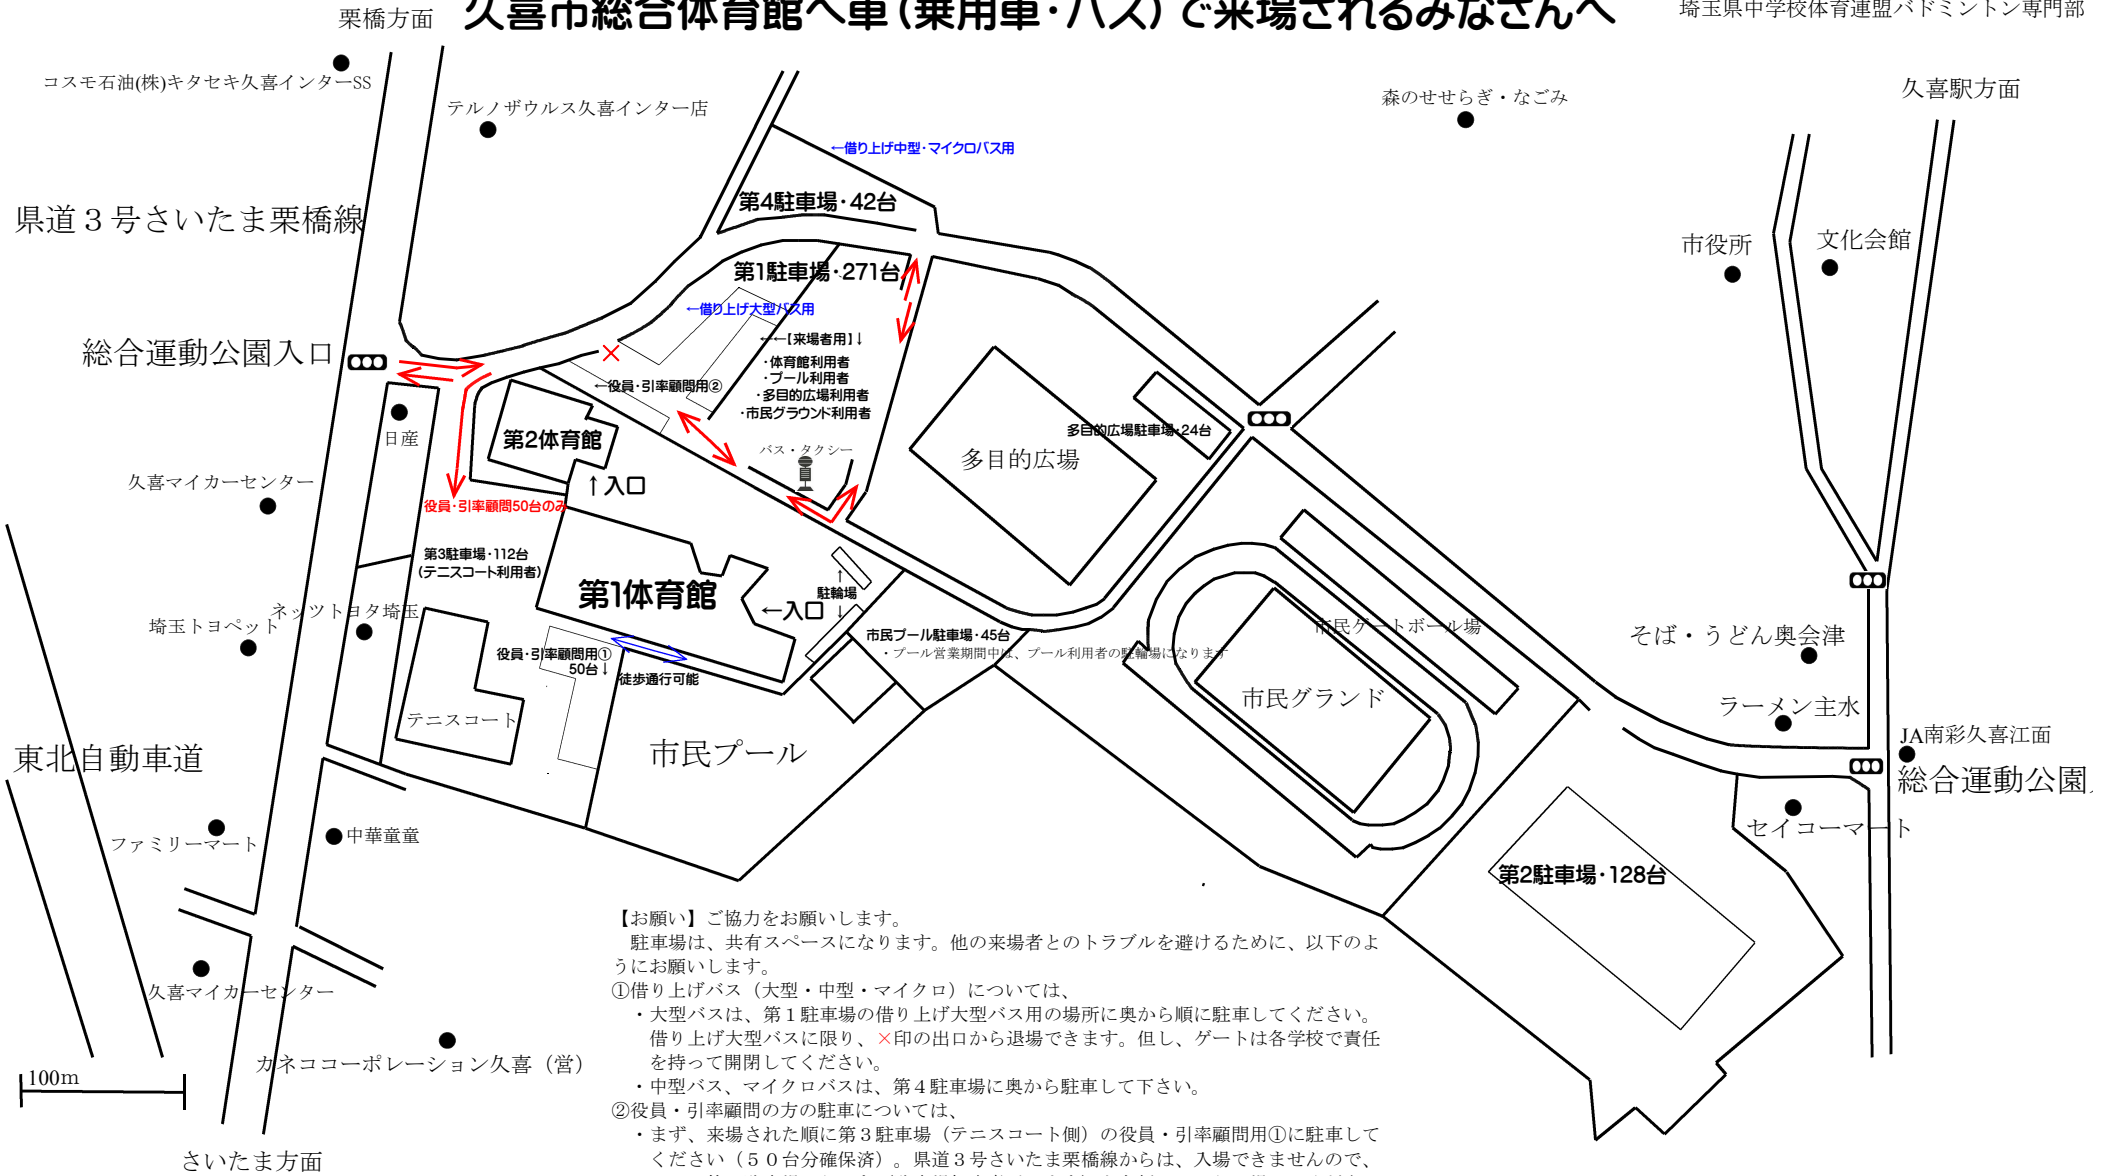 久喜市総合体育館へ車（乗用車・バス）で来場されるみなさんへ
埼玉県中学校体育連盟バドミントン専門部
栗橋方面
コスモ石油(株)キタセキ久喜インターSS
テルノザウルス久喜インター店
森のせせらぎ・なごみ
久喜駅方面
←借り上げ中型・マイクロバス用
第4駐車場・42台
県道３号さいたま栗橋線
市役所
文化会館
第1駐車場・271台
←借り上げ大型バス用
←【来場者用】↓
・体育館利用者
・プール利用者
・多目的広場利用者
・市民グラウンド利用者
総合運動公園入口
×
←役員・引率顧問用②
日産
第2体育館
バス・タクシー
多目的広場駐車場・24台
多目的広場
久喜マイカーセンター
↑入口
役員・引率顧問50台のみ
第3駐車場・112台
（テニスコート利用者）
第1体育館
←入口
↑
駐輪場
↓
ネッツトヨタ埼玉
埼玉トヨペット
市民プール駐車場・45台
・プール営業期間中は、プール利用者の駐輪場になります
市民ゲートボール場
そば・うどん奥会津
役員・引率顧問用①
50台↓
徒歩通行可能
市民グランド
ラーメン主水
テニスコート
市民プール
JA南彩久喜江面
東北自動車道
総合運動公園
ファミリーマート
中華童童
セイコーマート
第2駐車場・128台
久喜マイカーセンター
カネココーポレーション久喜（営）
100m
さいたま方面
【お願い】ご協力をお願いします。
駐車場は、共有スペースになります。他の来場者とのトラブルを避けるために、以下のよ
うにお願いします。
①借り上げバス（大型・中型・マイクロ）については、
・大型バスは、第１駐車場の借り上げ大型バス用の場所に奥から順に駐車してください。
借り上げ大型バスに限り、×印の出口から退場できます。但し、ゲートは各学校で責任
を持って開閉してください。
・中型バス、マイクロバスは、第４駐車場に奥から駐車して下さい。
②役員・引率顧問の方の駐車については、
・まず、来場された順に第３駐車場（テニスコート側）の役員・引率顧問用①に駐車して
ください（５０台分確保済）。県道３号さいたま栗橋線からは、入場できませんので、